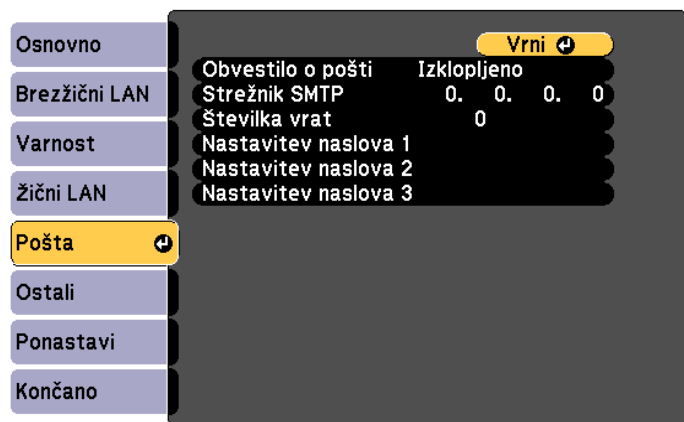 Osnovno
Brezžični LAN
Varnost
Žični LAN
Pošta
Ostali
Ponastavi
Končano
Vrni
Obvestilo o pošti Izklopljeno
Strežnik SMTP 0. 0. 0. 0
Številka vrat 0
Nastavitev naslova 1
Nastavitev naslova 2
Nastavitev naslova 3